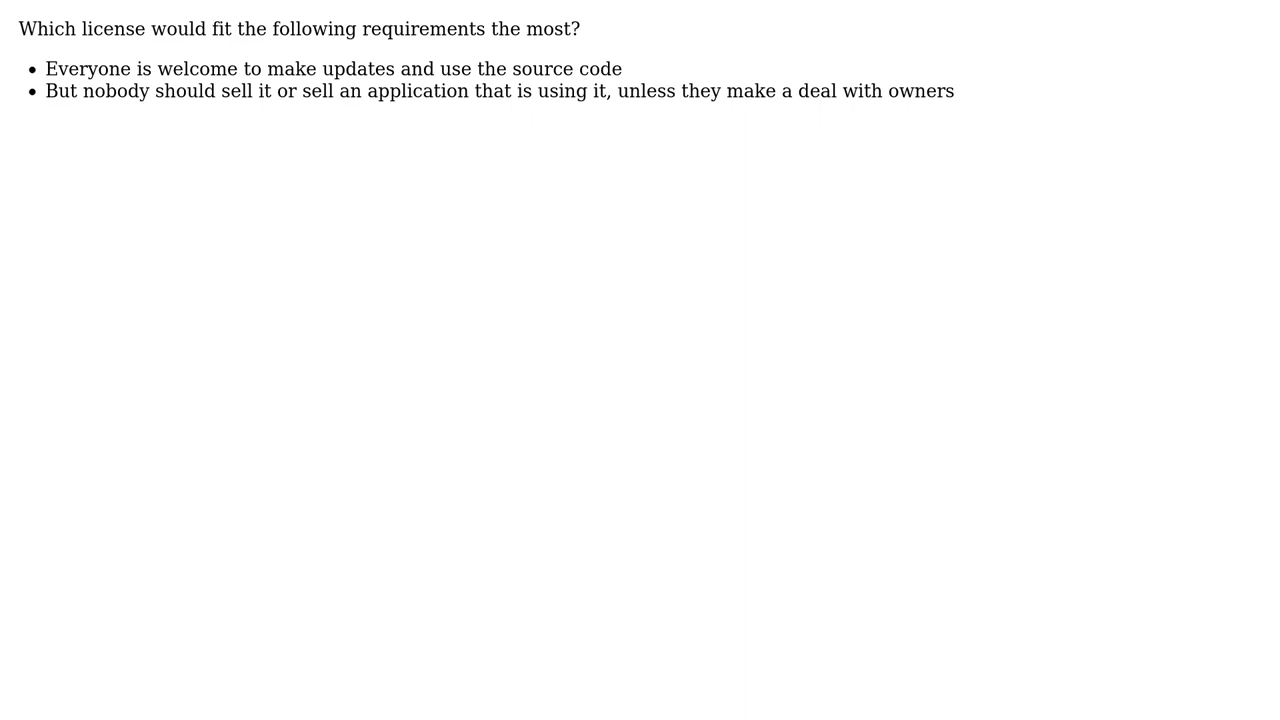 Which license would fit the following requirements the most?
• Everyone is welcome to make updates and use the source code
• But nobody should sell it or sell an application that is using it, unless they make a deal with owners